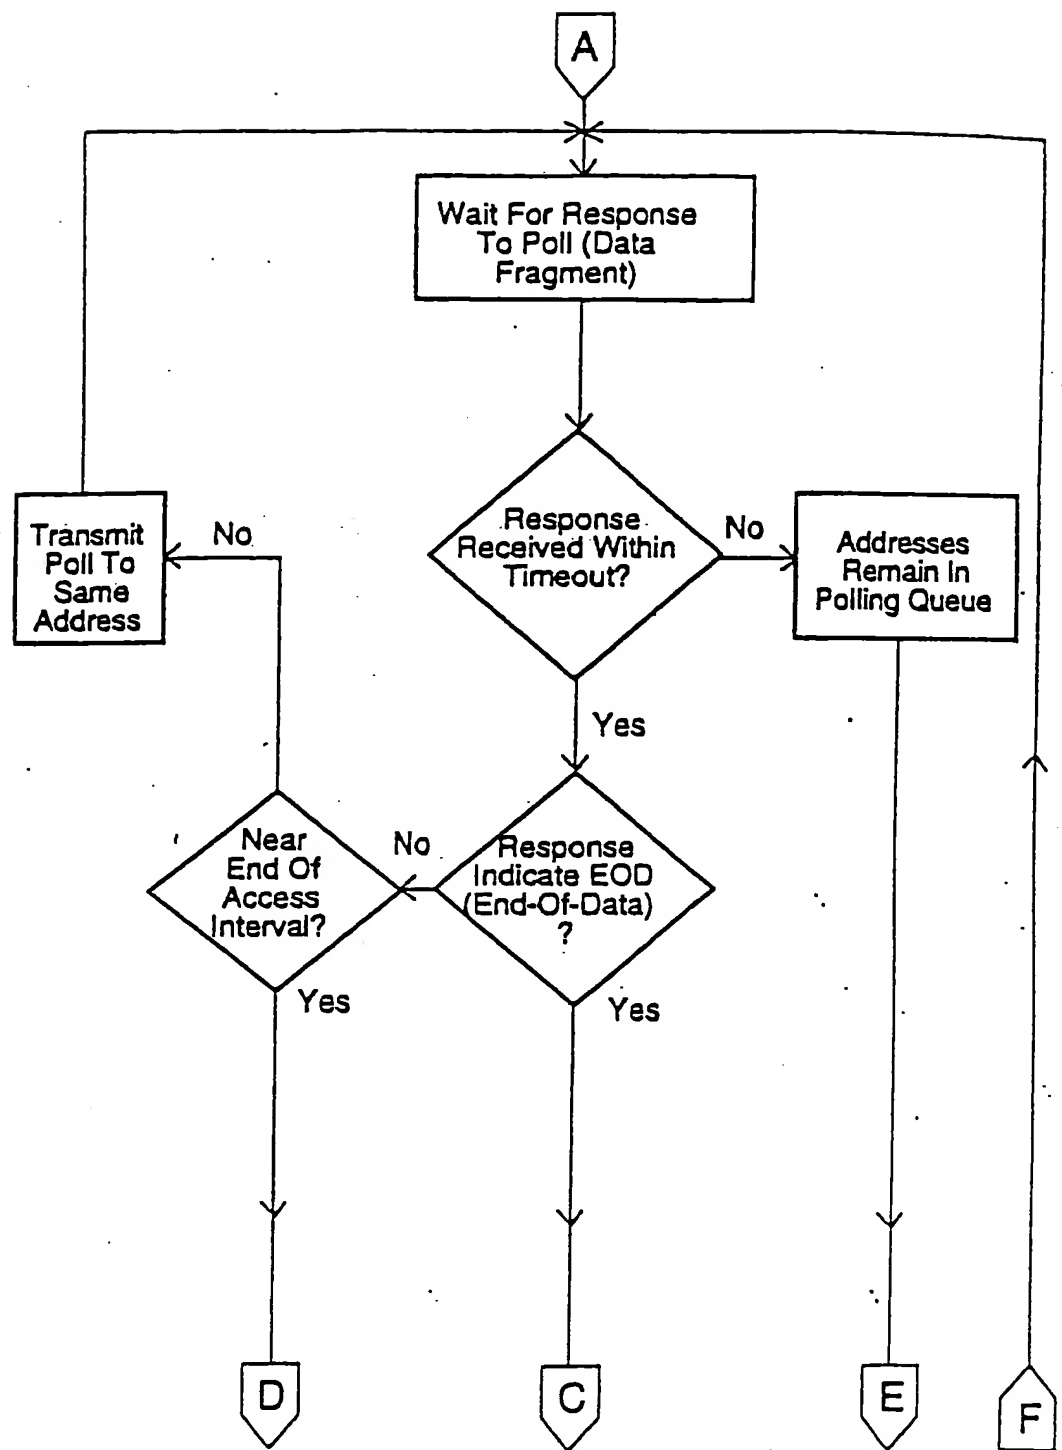 A
Wait For Response
To Poll (Data
Fragment)
Response
Received Within
Timeout?
No
Addresses
Remain In
Polling Queue
Transmit
Poll To
Same
Address
No
Yes
Near
End Of
Access
Interval?
No
Response
Indicate EOD
(End-Of-Data)
?
Yes
Yes
D
C
E
F